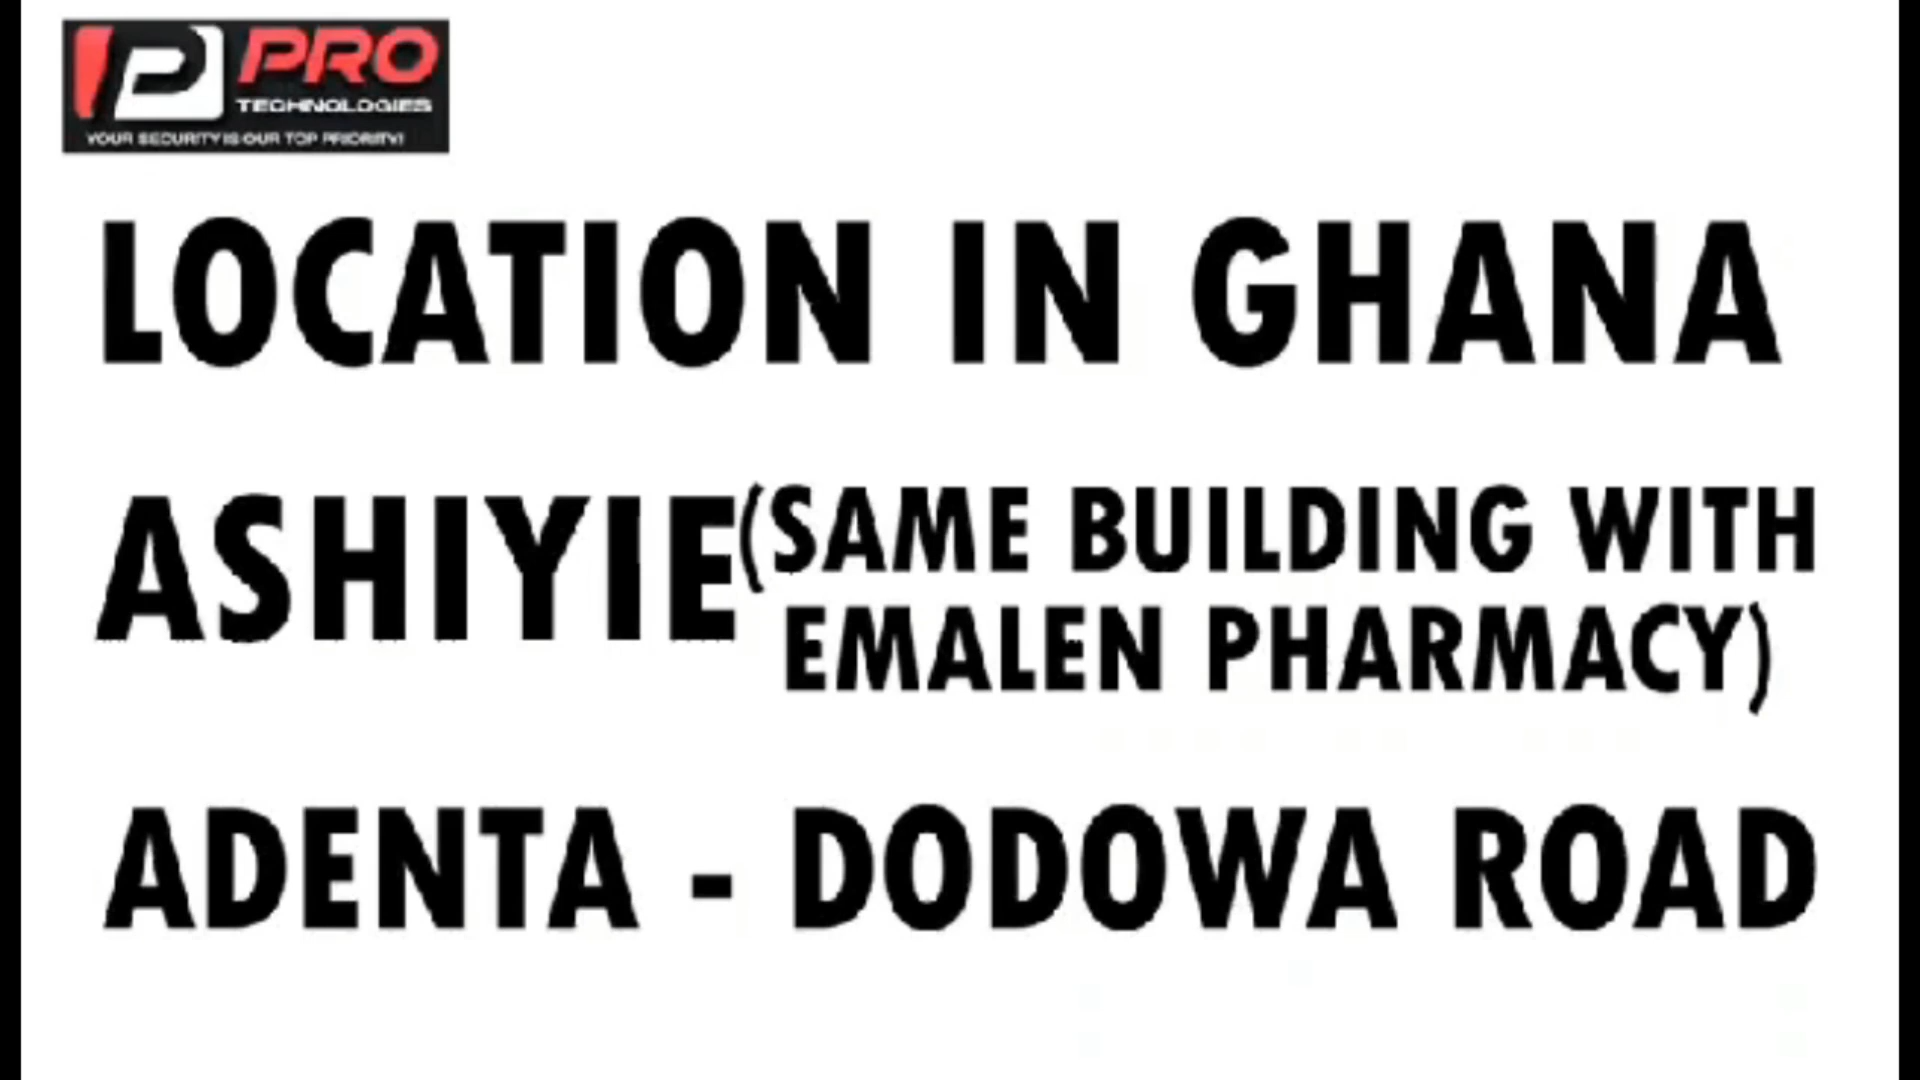 PRO
TECHNOLOGIES
YOUR SECURITY IS OUR TOP PRIORITY!
LOCATION IN GHANA
ASHIYIE (SAME BUILDING WITH
EMALEN PHARMACY)
ADENTA - DODOWA ROAD